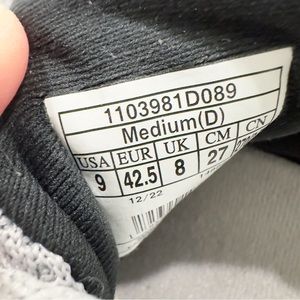 1103981D089
Medium(D)
USA EUR UK CM CN
9 42.5 8 27
12/22